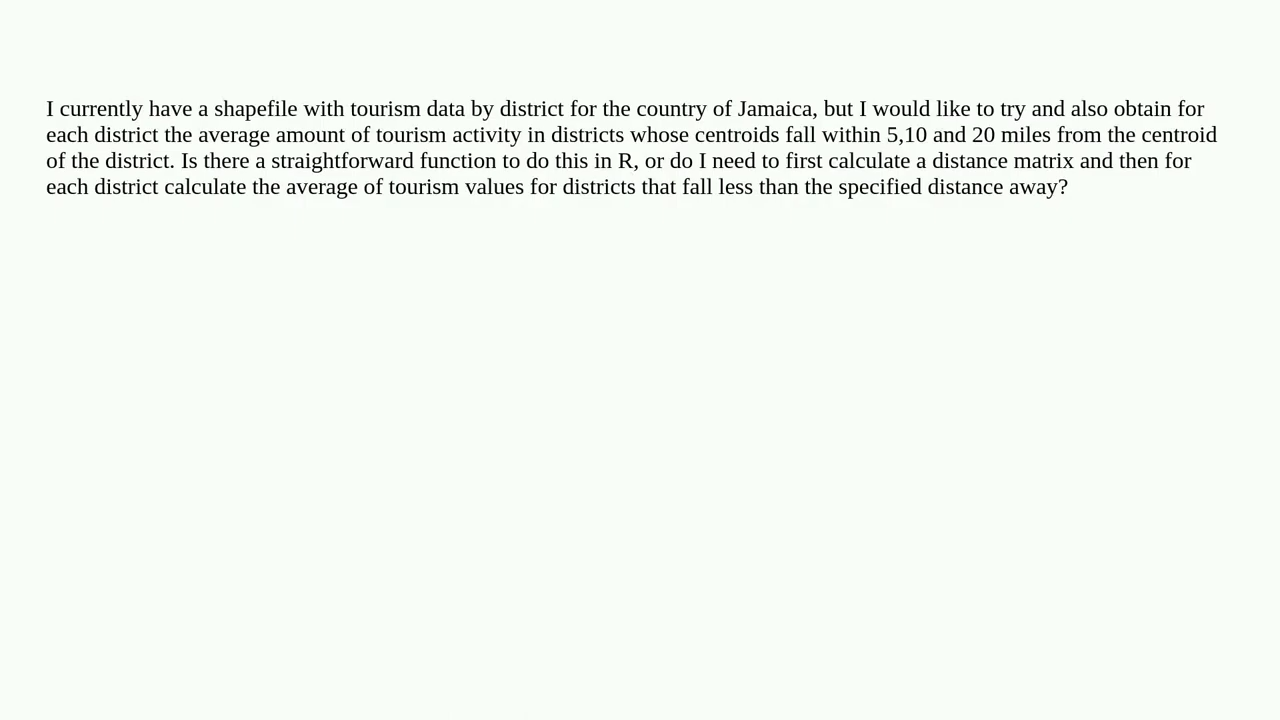 I currently have a shapefile with tourism data by district for the country of Jamaica, but I would like to try and also obtain for
each district the average amount of tourism activity in districts whose centroids fall within 5,10 and 20 miles from the centroid
of the district. Is there a straightforward function to do this in R, or do I need to first calculate a distance matrix and then for
each district calculate the average of tourism values for districts that fall less than the specified distance away?